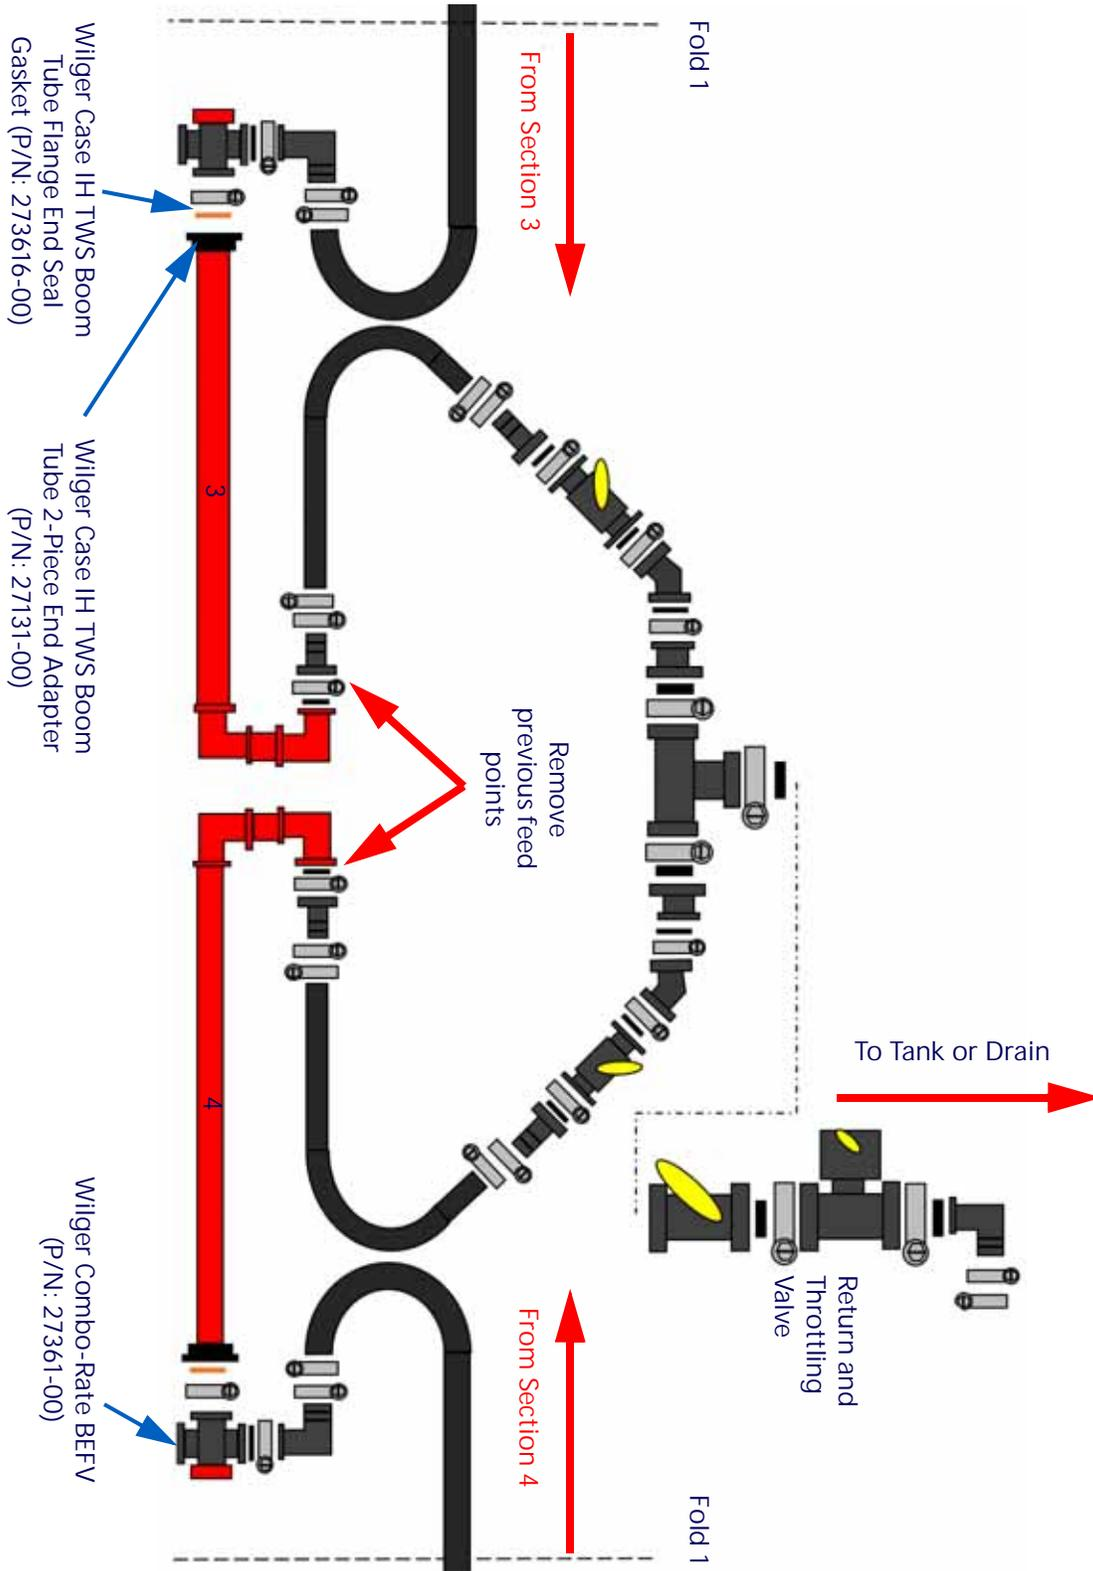 Fold 1
From Section 3
Wilger Case IH TWS Boom
Tube Flange End Seal
Gasket (P/N: 273616-00)
3
Wilger Case IH TWS Boom
Tube 2-Piece End Adapter
(P/N: 27131-00)
Remove
previous feed
points
To Tank or Drain
4
Return and
Throttling
Valve
Wilger Combo-Rate BEFV
(P/N: 27361-00)
From Section 4
Fold 1